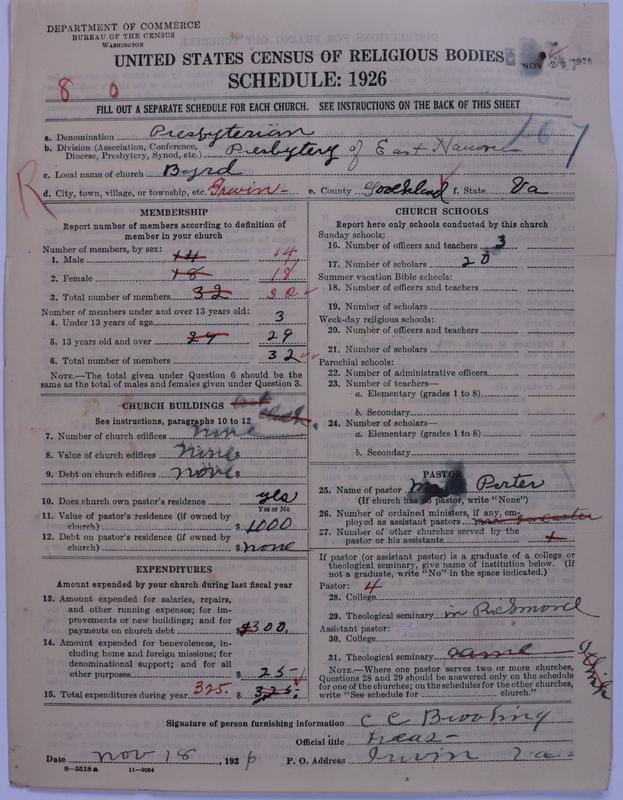 DEPARTMENT OF COMMERCE
BUREAU OF THE CENSUS
WASHINGTON
UNITED STATES CENSUS OF RELIGIOUS BODIES
NOV 26 1926
SCHEDULE: 1926
8 0
FILL OUT A SEPARATE SCHEDULE FOR EACH CHURCH. SEE INSTRUCTIONS ON THE BACK OF THIS SHEET
167
a. Denomination Presbyterian
b. Division (Association, Conference, Diocese, Presbytery, Synod, etc.) Presbytery of East Hanover
c. Local name of church Byrd
R
d. City, town, village, or township, etc. Irwin e. County Goochland f. State Va
MEMBERSHIP
Report number of members according to definition of
member in your church
Number of members, by sex:
1. Male 14 14
2. Female 18 18
3. Total number of members 32
Number of members under and over 13 years old:
4. Under 13 years of age 3
5. 13 years old and over 29 29
6. Total number of members 32
NOTE.—The total given under Question 6 should be the
same as the total of males and females given under Question 3.
CHURCH BUILDINGS
See instructions, paragraphs 10 to 12
7. Number of church edifices none
8. Value of church edifices none $
9. Debt on church edifices none $
10. Does church own pastor's residence yes
Yes or No
11. Value of pastor's residence (if owned by
church) $ 1000
12. Debt on pastor's residence (if owned by
church) $ none
EXPENDITURES
Amount expended by your church during last fiscal year
13. Amount expended for salaries, repairs,
and other running expenses; for im-
provements or new buildings; and for
payments on church debt $300.
14. Amount expended for benevolences, in-
cluding home and foreign missions; for
denominational support; and for all
other purposes $ 25-
15. Total expenditures during year 325. $ 325-
CHURCH SCHOOLS
Report here only schools conducted by this church
Sunday schools:
16. Number of officers and teachers 3
17. Number of scholars 20
Summer vacation Bible schools:
18. Number of officers and teachers
19. Number of scholars
Week-day religious schools:
20. Number of officers and teachers
21. Number of scholars
Parochial schools:
22. Number of administrative officers
23. Number of teachers—
a. Elementary (grades 1 to 8)
b. Secondary
24. Number of scholars—
a. Elementary (grades 1 to 8)
b. Secondary
PASTOR
25. Name of pastor Porter
(If church has no pastor, write "None")
26. Number of ordained ministers, if any, em-
ployed as assistant pastors
27. Number of other churches served by the
pastor or his assistants
If pastor (or assistant pastor) is a graduate of a college or
theological seminary, give name of institution below. (If
not a graduate, write "No" in the space indicated.)
Pastor: 4
28. College
29. Theological seminary in Richmond
Assistant pastor:
30. College
31. Theological seminary same
NOTE.—Where one pastor serves two or more churches,
Questions 28 and 29 should be answered only on the schedule
for one of the churches; on the schedules for the other churches,
write "See schedule for ........ church."
Signature of person furnishing information C C Brooking
Official title Treas-
Date Nov 18, 1926 P. O. Address Irwin Va
8-5518 a 11-9064